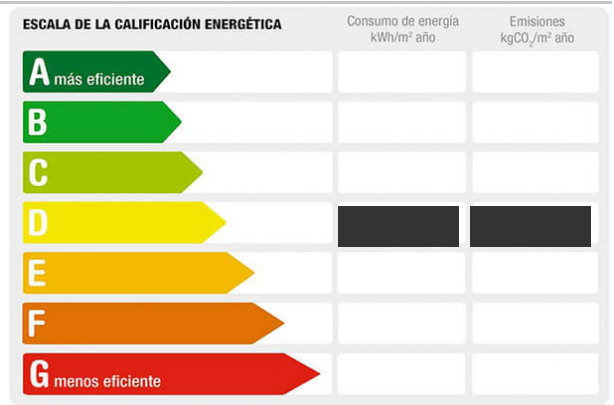 ESCALA DE LA CALIFICACIÓN ENERGÉTICA
Consumo de energía
kWh/m² año
Emisiones
kgCO₂/m² año
A más eficiente
B
C
D
E
F
G menos eficiente